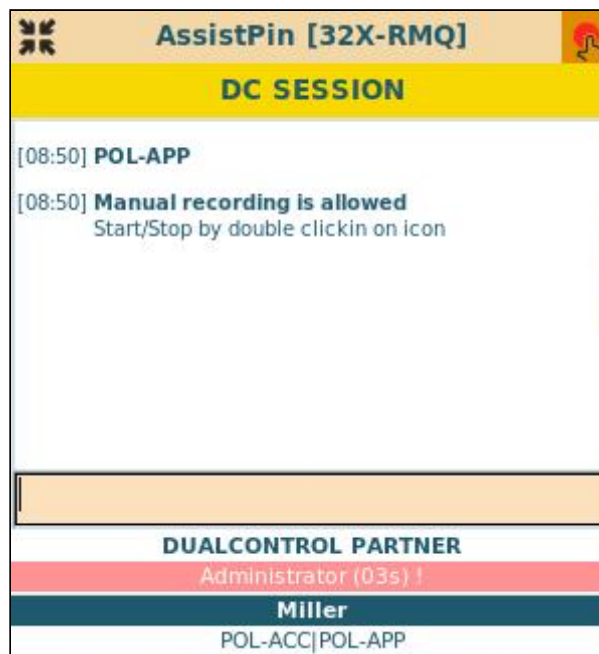 AssistPin [32X-RMQ]
DC SESSION
[08:50] POL-APP
[08:50] Manual recording is allowed
Start/Stop by double clickin on icon
DUALCONTROL PARTNER
Administrator (03s) !
Miller
POL-ACC|POL-APP